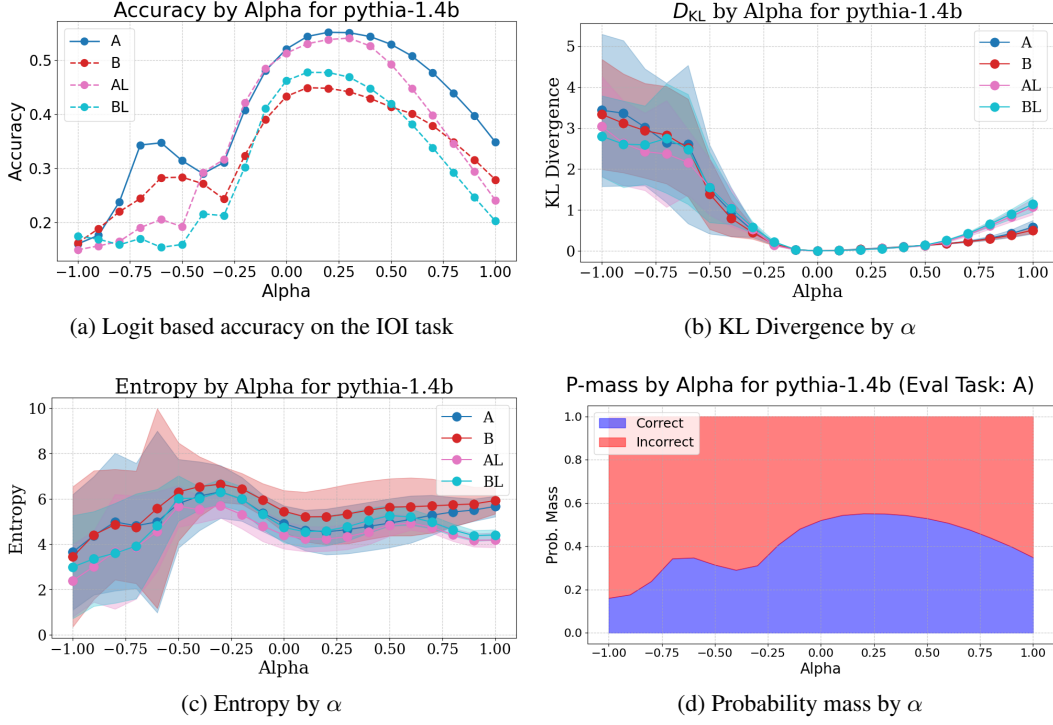 Accuracy by Alpha for pythia-1.4b
A
B
AL
BL
0.5
0.4
0.3
0.2
Accuracy
−1.00 −0.75 −0.50 −0.25 0.00 0.25 0.50 0.75 1.00
Alpha
(a) Logit based accuracy on the IOI task
D_KL by Alpha for pythia-1.4b
A
B
AL
BL
5
4
3
2
1
0
KL Divergence
−1.00 −0.75 −0.50 −0.25 0.00 0.25 0.50 0.75 1.00
Alpha
(b) KL Divergence by α
Entropy by Alpha for pythia-1.4b
A
B
AL
BL
10
8
6
4
2
0
Entropy
−1.00 −0.75 −0.50 −0.25 0.00 0.25 0.50 0.75 1.00
Alpha
(c) Entropy by α
P-mass by Alpha for pythia-1.4b (Eval Task: A)
Correct
Incorrect
1.0
0.8
0.6
0.4
0.2
0.0
Prob. Mass
−1.00 −0.75 −0.50 −0.25 0.00 0.25 0.50 0.75 1.00
Alpha
(d) Probability mass by α